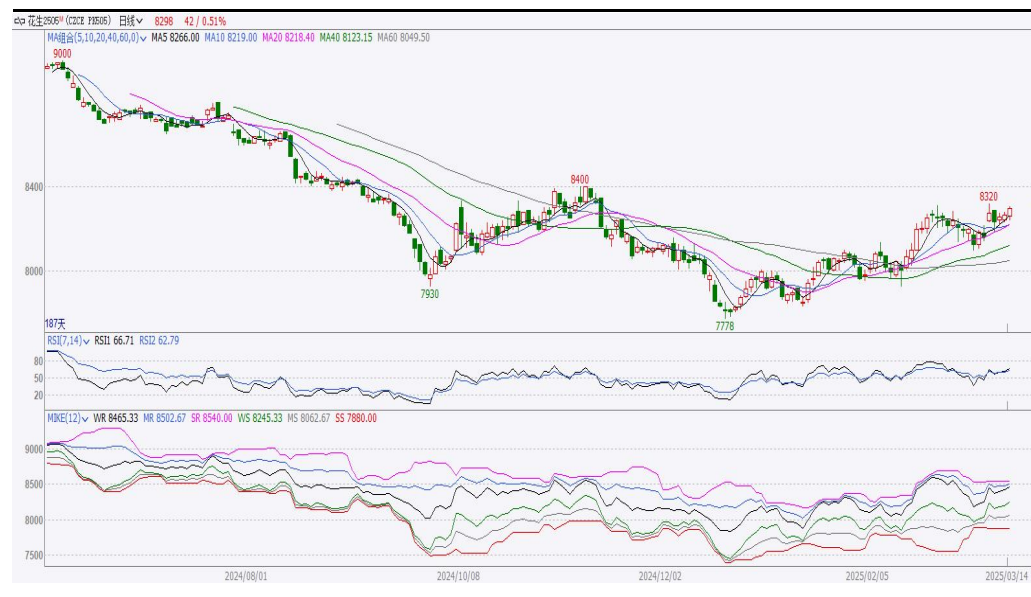 花生2505ᴹ (CZCE PK505) 日线 8298 42 / 0.51%
MA组合(5,10,20,40,60,0) MA5 8266.00 MA10 8219.00 MA20 8218.40 MA40 8123.15 MA60 8049.50
9000
8400
8400
8320
8000
7930
7778
187天
RSI(7,14) RSI1 66.71 RSI2 62.79
80
50
20
MIKE(12) WR 8465.33 MR 8502.67 SR 8540.00 WS 8245.33 MS 8062.67 SS 7880.00
9000
8500
8000
7500
2024/08/01 2024/10/08 2024/12/02 2025/02/05 2025/03/14